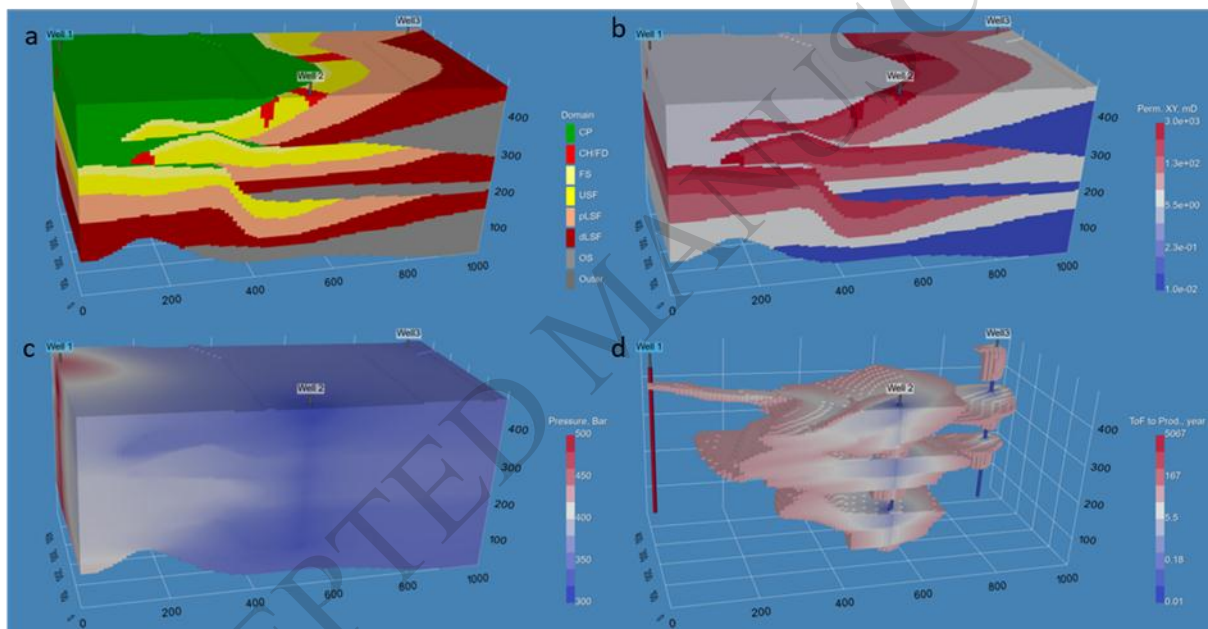 a
Well 1
Well3
Well 2
400
300
200
100
0
200
400
600
800
1000
Domain
CP
CH/FD
FS
USF
pLSF
dLSF
OS
Outer
b
Well 1
Well3
Well 2
400
300
200
100
0
200
400
600
800
1000
Perm. XY, mD
3.0e+03
1.3e+02
5.5e+00
2.3e-01
1.0e-02
c
Well 1
Well3
Well 2
400
300
200
100
0
200
400
600
800
1000
Pressure, Bar
500
450
400
350
300
d
Well 1
Well3
Well 2
400
300
200
100
0
200
400
600
800
1000
ToF to Prod., year
5067
167
5.5
0.18
0.01
EPTED MANUSC